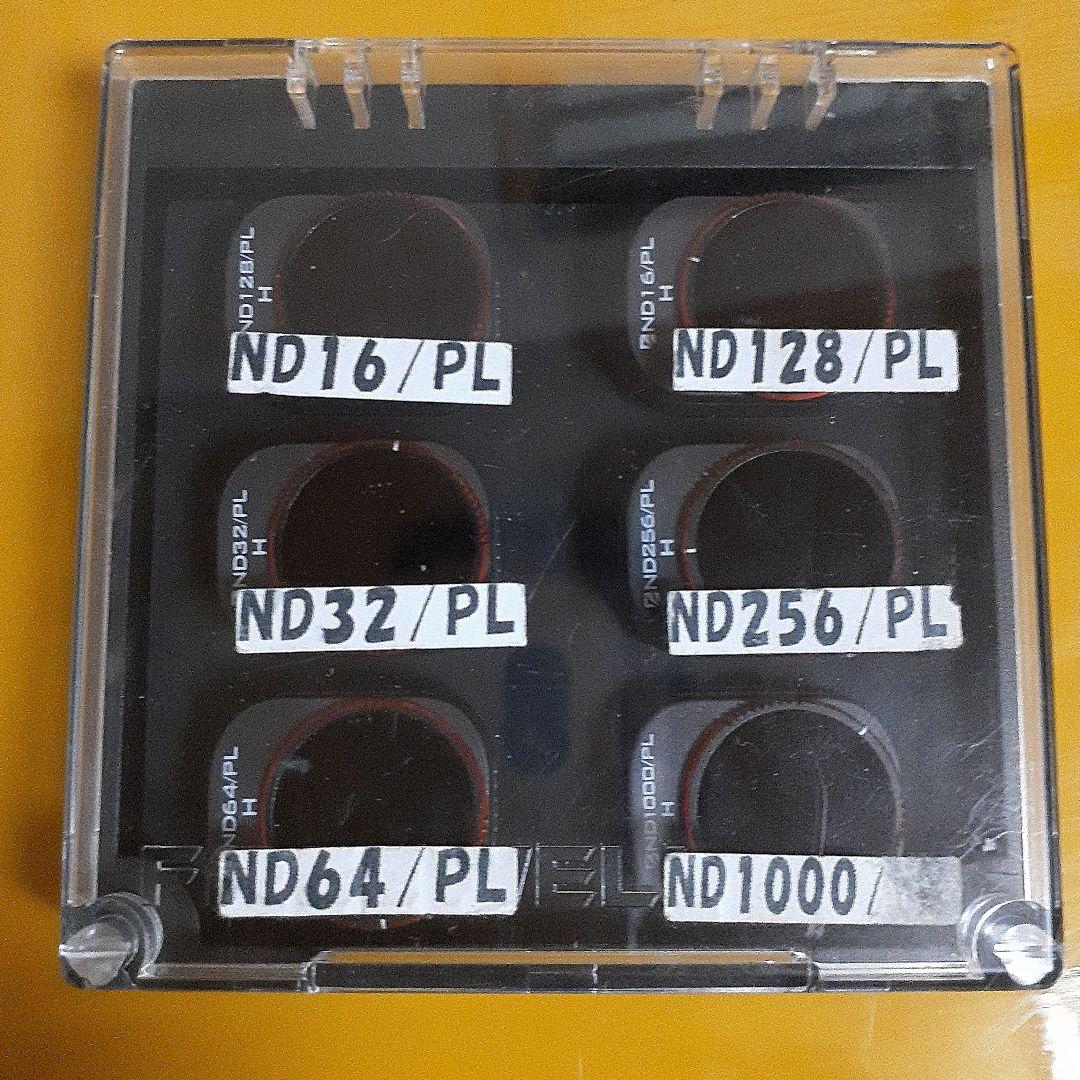 ND128/PL
H
ND16/PL
ND16/PL
H
ND128/PL
ND32/PL
H
ND32/PL
ND256/PL
H
ND256/PL
ND64/PL
H
ND64/PL/
ND1000/PL
H
ND1000/